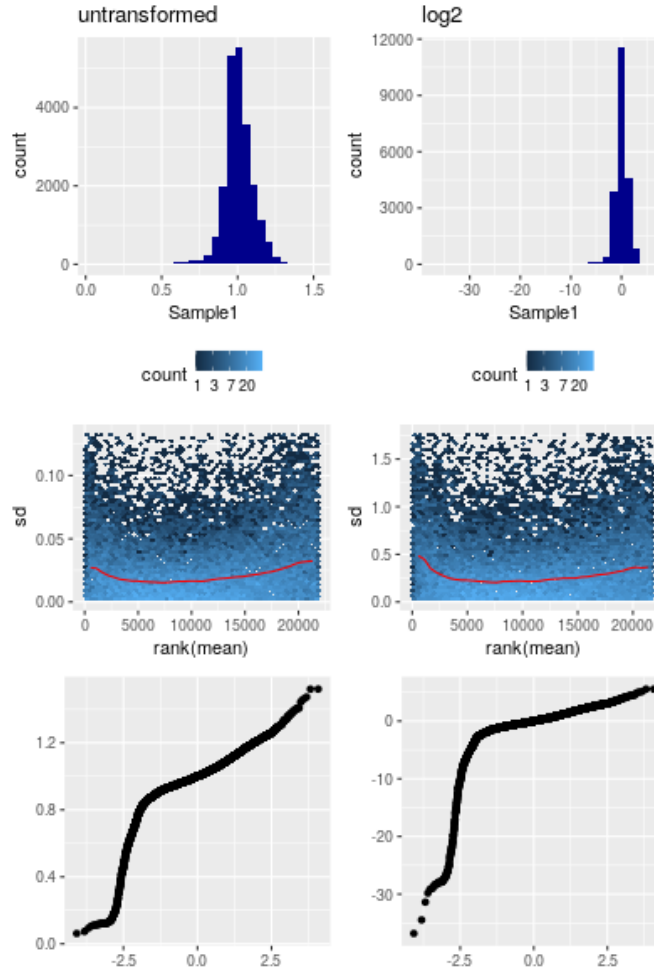 untransformed
log2
count
4000
2000
0
0.0 0.5 1.0 1.5
Sample1
count
12000
9000
6000
3000
0
-30 -20 -10 0
Sample1
count
1 3 7 20
count
1 3 7 20
sd
0.10
0.05
0.00
0 5000 10000 15000 20000
rank(mean)
sd
1.5
1.0
0.5
0.0
0 5000 10000 15000 20000
rank(mean)
1.2
0.8
0.4
0.0
-2.5 0.0 2.5
0
-10
-20
-30
-2.5 0.0 2.5